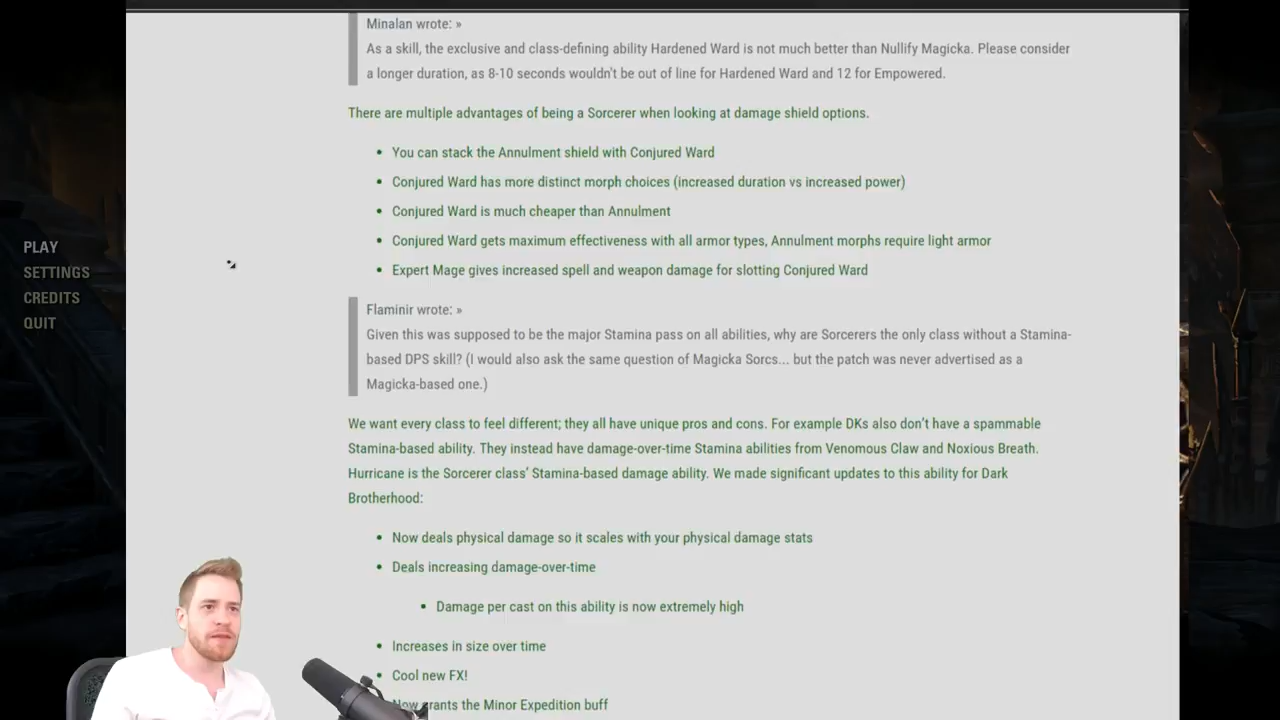 Minalan wrote: »
As a skill, the exclusive and class-defining ability Hardened Ward is not much better than Nullify Magicka. Please consider
a longer duration, as 8-10 seconds wouldn't be out of line for Hardened Ward and 12 for Empowered.
There are multiple advantages of being a Sorcerer when looking at damage shield options.
• You can stack the Annulment shield with Conjured Ward
• Conjured Ward has more distinct morph choices (increased duration vs increased power)
• Conjured Ward is much cheaper than Annulment
• Conjured Ward gets maximum effectiveness with all armor types, Annulment morphs require light armor
• Expert Mage gives increased spell and weapon damage for slotting Conjured Ward
PLAY
SETTINGS
CREDITS
QUIT
Flaminir wrote: »
Given this was supposed to be the major Stamina pass on all abilities, why are Sorcerers the only class without a Stamina-
based DPS skill? (I would also ask the same question of Magicka Sorcs... but the patch was never advertised as a
Magicka-based one.)
We want every class to feel different; they all have unique pros and cons. For example DKs also don't have a spammable
Stamina-based ability. They instead have damage-over-time Stamina abilities from Venomous Claw and Noxious Breath.
Hurricane is the Sorcerer class' Stamina-based damage ability. We made significant updates to this ability for Dark
Brotherhood:
• Now deals physical damage so it scales with your physical damage stats
• Deals increasing damage-over-time
• Damage per cast on this ability is now extremely high
• Increases in size over time
• Cool new FX!
Now grants the Minor Expedition buff